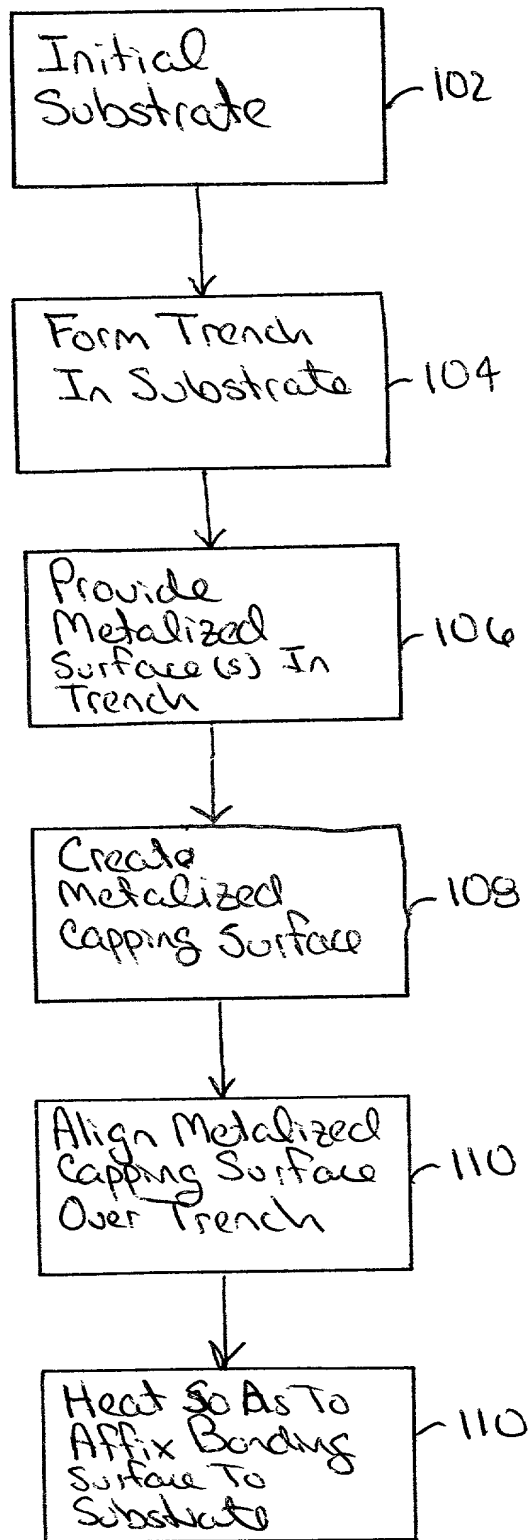 Initial
Substrate
102
Form Trench
In Substrate
104
Provide
Metalized
Surface(s) In
Trench
106
Create
Metalized
Capping Surface
108
Align Metalized
Capping Surface
Over Trench
110
Heat So As To
Affix Bonding
Surface To
Substrate
110